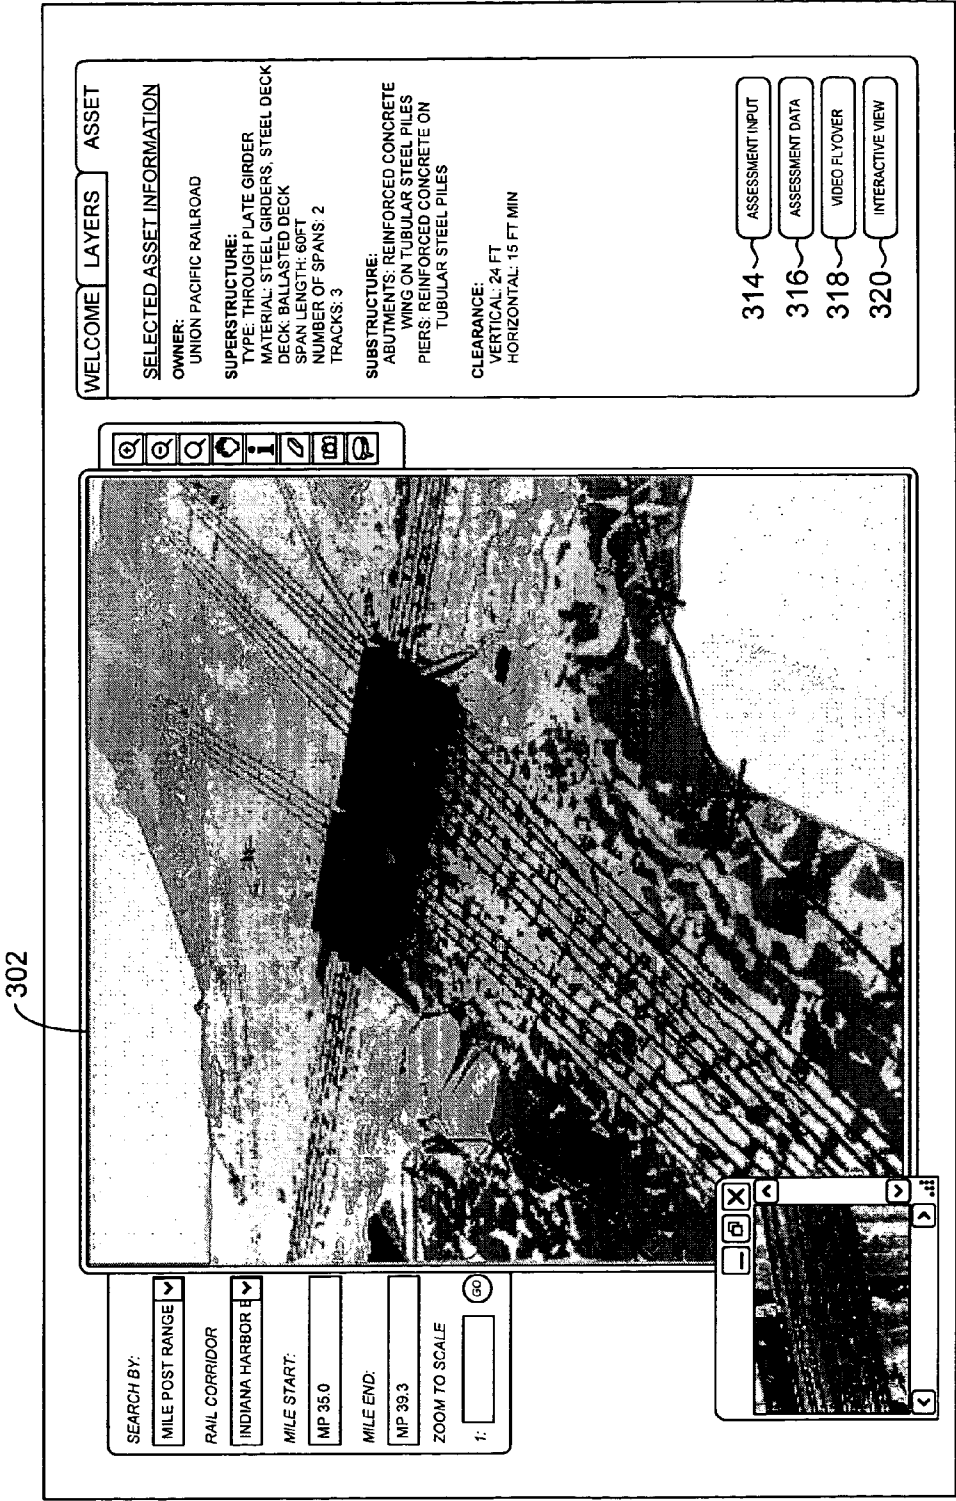 302
SEARCH BY:
MILE POST RANGE
RAIL CORRIDOR
INDIANA HARBOR E
MILE START:
MP 35.0
MILE END:
MP 39.3
ZOOM TO SCALE
1:
GO
WELCOME
LAYERS
ASSET
SELECTED ASSET INFORMATION
OWNER:
UNION PACIFIC RAILROAD
SUPERSTRUCTURE:
TYPE: THROUGH PLATE GIRDER
MATERIAL: STEEL GIRDERS, STEEL DECK
DECK: BALLASTED DECK
SPAN LENGTH: 60FT
NUMBER OF SPANS: 2
TRACKS: 3
SUBSTRUCTURE:
ABUTMENTS: REINFORCED CONCRETE
WING ON TUBULAR STEEL PILES
PIERS: REINFORCED CONCRETE ON
TUBULAR STEEL PILES
CLEARANCE:
VERTICAL: 24 FT
HORIZONTAL: 15 FT MIN
314
ASSESSMENT INPUT
316
ASSESSMENT DATA
318
VIDEO FLYOVER
320
INTERACTIVE VIEW